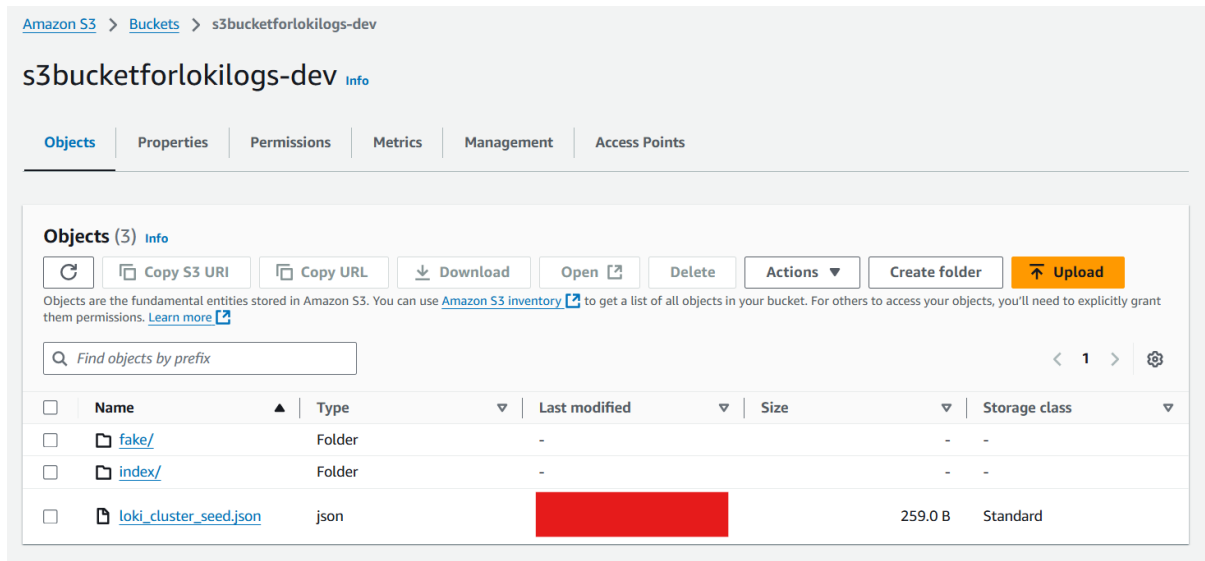 Amazon S3 > Buckets > s3bucketforlokilogs-dev
s3bucketforlokilogs-dev Info
Objects Properties Permissions Metrics Management Access Points
Objects (3) Info
Copy S3 URI Copy URL Download Open Delete Actions Create folder Upload
Objects are the fundamental entities stored in Amazon S3. You can use Amazon S3 inventory to get a list of all objects in your bucket. For others to access your objects, you'll need to explicitly grant
them permissions. Learn more
Find objects by prefix
< 1 >
Name Type Last modified Size Storage class
fake/ Folder - - -
index/ Folder - - -
loki_cluster_seed.json json 259.0 B Standard